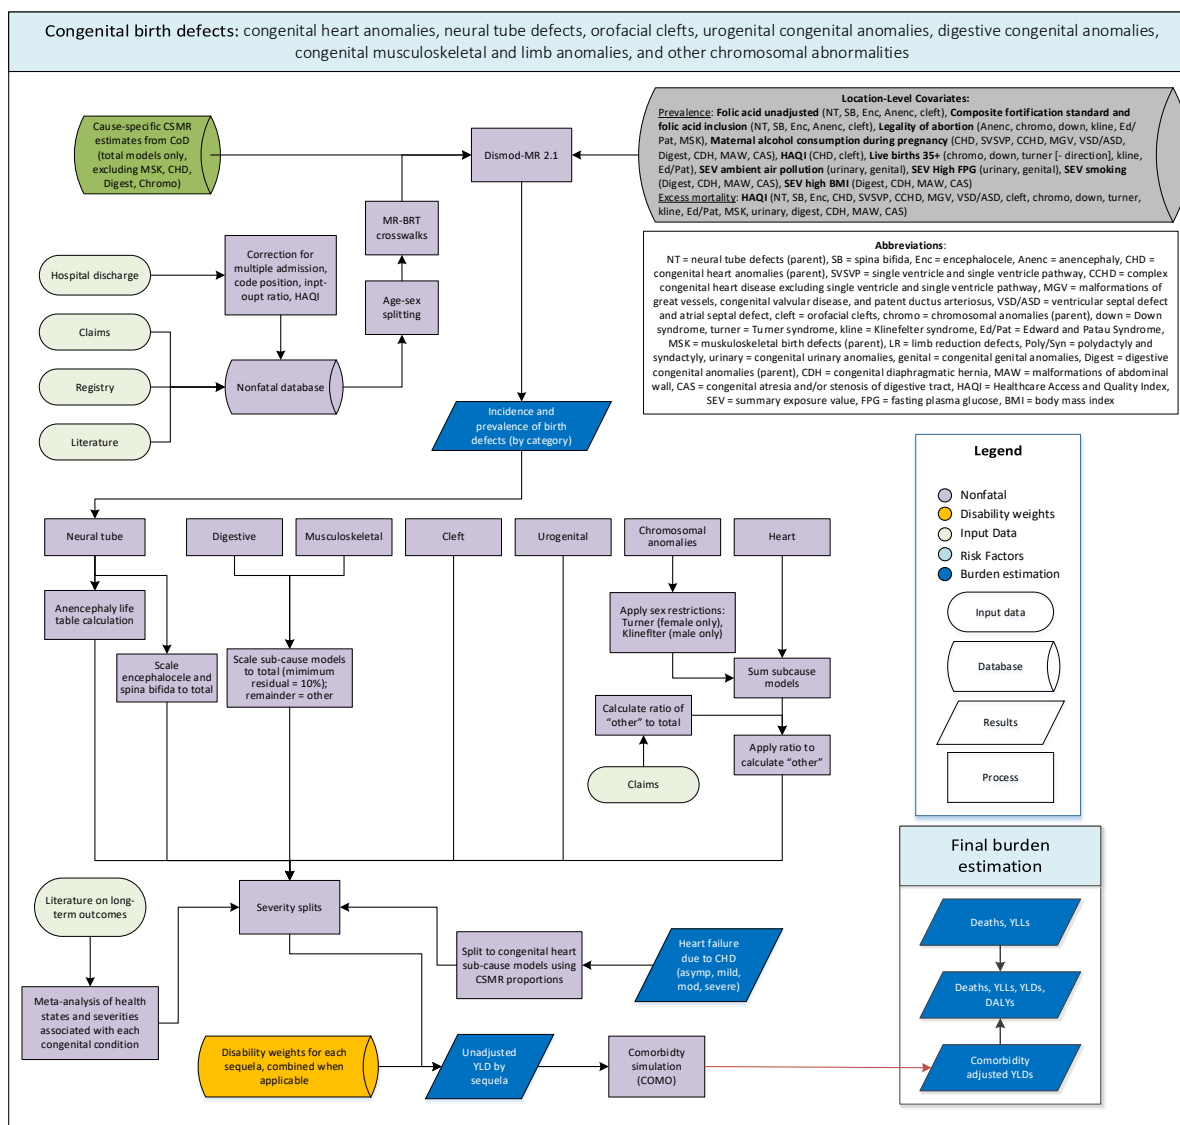 Congenital birth defects: congenital heart anomalies, neural tube defects, orofacial clefts, urogenital congenital anomalies, digestive congenital anomalies,
congenital musculoskeletal and limb anomalies, and other chromosomal abnormalities
Cause-specific CSMR
estimates from CoD
(total models only,
excluding MSK, CHD,
Digest, Chromo)
Dismod-MR 2.1
Location-Level Covariates:
Prevalence: Folic acid unadjusted (NT, SB, Enc, Anenc, cleft), Composite fortification standard and
folic acid inclusion (NT, SB, Enc, Anenc, cleft), Legality of abortion (Anenc, chromo, down, kline, Ed/
Pat, MSK), Maternal alcohol consumption during pregnancy (CHD, SVSVP, CCHD, MGV, VSD/ASD,
Digest, CDH, MAW, CAS), HAQI (CHD, cleft), Live births 35+ (chromo, down, turner [- direction], kline,
Ed/Pat), SEV ambient air pollution (urinary, genital), SEV High FPG (urinary, genital), SEV smoking
(Digest, CDH, MAW, CAS), SEV high BMI (Digest, CDH, MAW, CAS)
Excess mortality: HAQI (NT, SB, Enc, CHD, SVSVP, CCHD, MGV, VSD/ASD, cleft, chromo, down, turner,
kline, Ed/Pat, MSK, urinary, digest, CDH, MAW, CAS)
MR-BRT
crosswalks
Correction for
multiple admission,
code position, inpt-
oupt ratio, HAQI
Hospital discharge
Age-sex
splitting
Claims
Registry
Nonfatal database
Literature
Abbreviations:
NT = neural tube defects (parent), SB = spina bifida, Enc = encephalocele, Anenc = anencephaly, CHD =
congenital heart anomalies (parent), SVSVP = single ventricle and single ventricle pathway, CCHD = complex
congenital heart disease excluding single ventricle and single ventricle pathway, MGV = malformations of
great vessels, congenital valvular disease, and patent ductus arteriosus, VSD/ASD = ventricular septal defect
and atrial septal defect, cleft = orofacial clefts, chromo = chromosomal anomalies (parent), down = Down
syndrome, turner = Turner syndrome, kline = Klinefelter syndrome, Ed/Pat = Edward and Patau Syndrome,
MSK = muskuloskeletal birth defects (parent), LR = limb reduction defects, Poly/Syn = polydactyly and
syndactyly, urinary = congenital urinary anomalies, genital = congenital genital anomalies, Digest = digestive
congenital anomalies (parent), CDH = congenital diaphragmatic hernia, MAW = malformations of abdominal
wall, CAS = congenital atresia and/or stenosis of digestive tract, HAQI = Healthcare Access and Quality Index,
SEV = summary exposure value, FPG = fasting plasma glucose, BMI = body mass index
Incidence and
prevalence of birth
defects (by category)
Legend
Nonfatal
Disability weights
Input Data
Risk Factors
Burden estimation
Input data
Database
Results
Process
Neural tube
Digestive
Musculoskeletal
Cleft
Urogenital
Chromosomal
anomalies
Heart
Anencephaly life
table calculation
Scale
encephalocele and
spina bifida to total
Scale sub-cause models
to total (minimum
residual = 10%);
remainder = other
Apply sex restrictions:
Turner (female only),
Klineflter (male only)
Sum subcause
models
Calculate ratio of
“other” to total
Apply ratio to
calculate “other”
Claims
Literature on long-
term outcomes
Severity splits
Split to congenital heart
sub-cause models using
CSMR proportions
Heart failure
due to CHD
(asymp, mild,
mod, severe)
Meta-analysis of health
states and severities
associated with each
congenital condition
Disability weights for each
sequela, combined when
applicable
Unadjusted
YLD by
sequela
Comorbidty
simulation
(COMO)
Final burden
estimation
Deaths, YLLs
Deaths, YLLs, YLDs,
DALYs
Comorbidity
adjusted YLDs